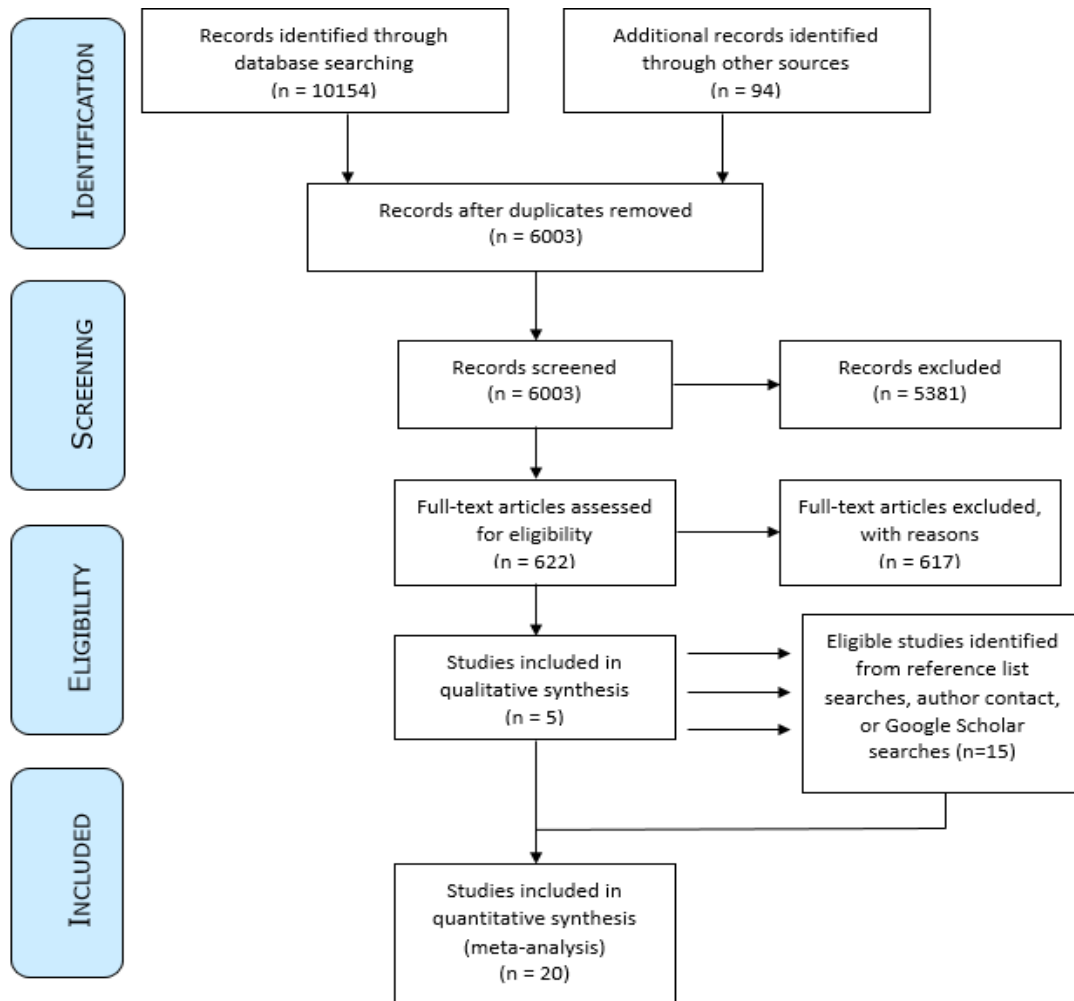 IDENTIFICATION
Records identified through
database searching
(n = 10154)
Additional records identified
through other sources
(n = 94)
Records after duplicates removed
(n = 6003)
SCREENING
Records screened
(n = 6003)
Records excluded
(n = 5381)
ELIGIBILITY
Full-text articles assessed
for eligibility
(n = 622)
Full-text articles excluded,
with reasons
(n = 617)
Studies included in
qualitative synthesis
(n = 5)
Eligible studies identified
from reference list
searches, author contact,
or Google Scholar
searches (n=15)
INCLUDED
Studies included in
quantitative synthesis
(meta-analysis)
(n = 20)